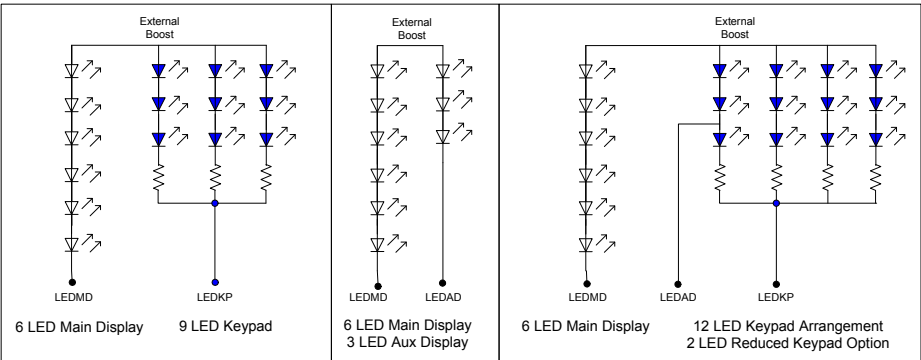 External
Boost
LEDMD
LEDKP
6 LED Main Display
9 LED Keypad
External
Boost
LEDMD
LEDAD
6 LED Main Display
3 LED Aux Display
External
Boost
LEDMD
LEDAD
LEDKP
6 LED Main Display
12 LED Keypad Arrangement
2 LED Reduced Keypad Option